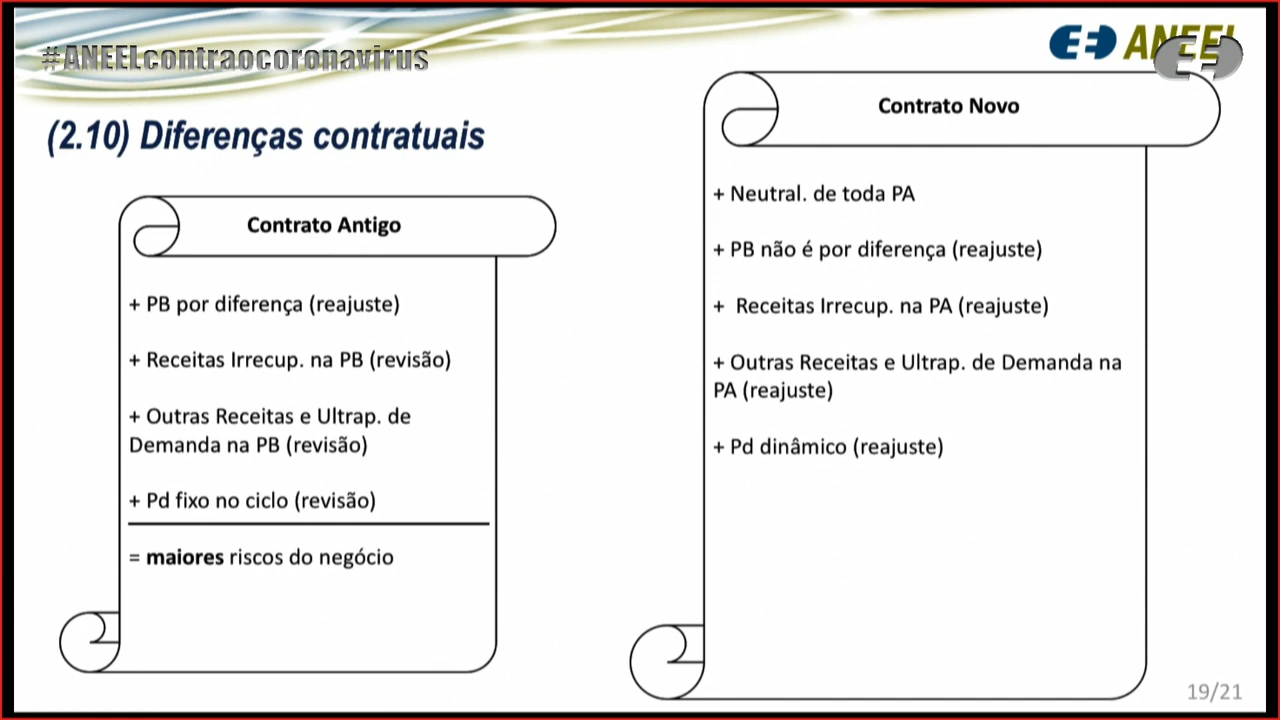 #ANEELcontraocoronavirus
ANEEL
(2.10) Diferenças contratuais
Contrato Antigo
+ PB por diferença (reajuste)
+ Receitas Irrecup. na PB (revisão)
+ Outras Receitas e Ultrap. de
Demanda na PB (revisão)
+ Pd fixo no ciclo (revisão)
= maiores riscos do negócio
Contrato Novo
+ Neutral. de toda PA
+ PB não é por diferença (reajuste)
+ Receitas Irrecup. na PA (reajuste)
+ Outras Receitas e Ultrap. de Demanda na
PA (reajuste)
+ Pd dinâmico (reajuste)
19/21